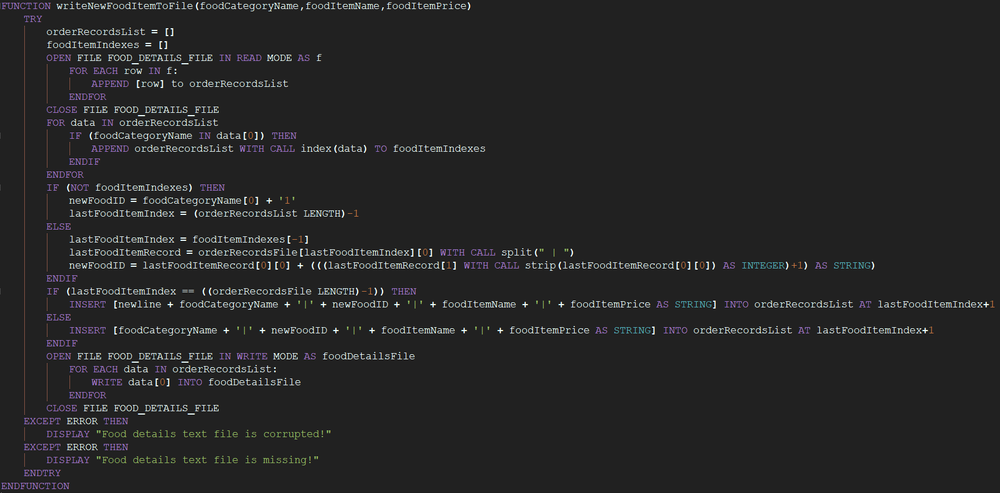 FUNCTION writeNewFoodItemToFile(foodCategoryName,foodItemName,foodItemPrice)
TRY
orderRecordsList = []
foodItemIndexes = []
OPEN FILE FOOD_DETAILS_FILE IN READ MODE AS f
FOR EACH row IN f:
APPEND [row] to orderRecordsList
ENDFOR
CLOSE FILE FOOD_DETAILS_FILE
FOR data IN orderRecordsList
IF (foodCategoryName IN data[0]) THEN
APPEND orderRecordsList WITH CALL index(data) TO foodItemIndexes
ENDIF
ENDFOR
IF (NOT foodItemIndexes) THEN
newFoodID = foodCategoryName[0] + '1'
lastFoodItemIndex = (orderRecordsList LENGTH)-1
ELSE
lastFoodItemIndex = foodItemIndexes[-1]
lastFoodItemRecord = orderRecordsFile[lastFoodItemIndex][0] WITH CALL split(" | ")
newFoodID = lastFoodItemRecord[0][0] + (((lastFoodItemRecord[1] WITH CALL strip(lastFoodItemRecord[0][0]) AS INTEGER)+1) AS STRING)
ENDIF
IF (lastFoodItemIndex == ((orderRecordsFile LENGTH)-1)) THEN
INSERT [newline + foodCategoryName + '|' + newFoodID + '|' + foodItemName + '|' + foodItemPrice AS STRING] INTO orderRecordsList AT lastFoodItemIndex+1
ELSE
INSERT [foodCategoryName + '|' + newFoodID + '|' + foodItemName + '|' + foodItemPrice AS STRING] INTO orderRecordsList AT lastFoodItemIndex+1
ENDIF
OPEN FILE FOOD_DETAILS_FILE IN WRITE MODE AS foodDetailsFile
FOR EACH data IN orderRecordsList:
WRITE data[0] INTO foodDetailsFile
ENDFOR
CLOSE FILE FOOD_DETAILS_FILE
EXCEPT ERROR THEN
DISPLAY "Food details text file is corrupted!"
EXCEPT ERROR THEN
DISPLAY "Food details text file is missing!"
ENDTRY
ENDFUNCTION